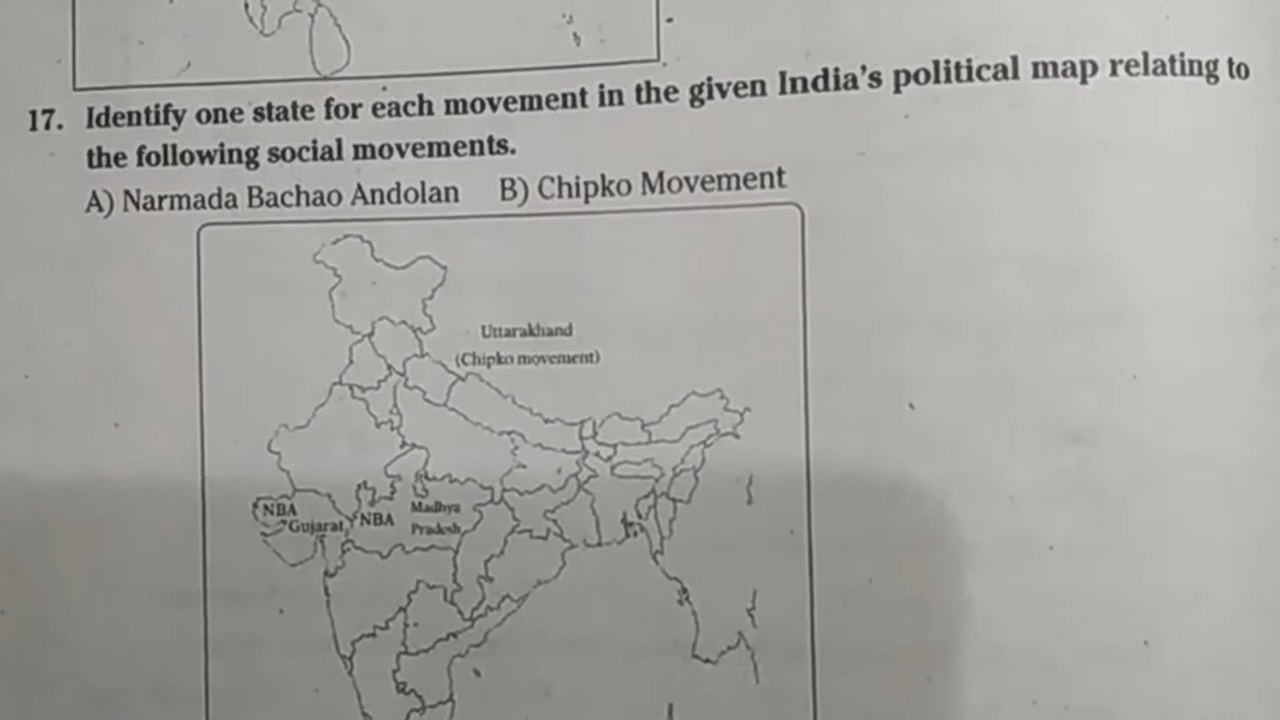 17. Identify one state for each movement in the given India's political map relating to
the following social movements.
A) Narmada Bachao Andolan B) Chipko Movement
Uttarakhand
(Chipko movement)
NBA
Gujarat
NBA
Madhya
Pradesh